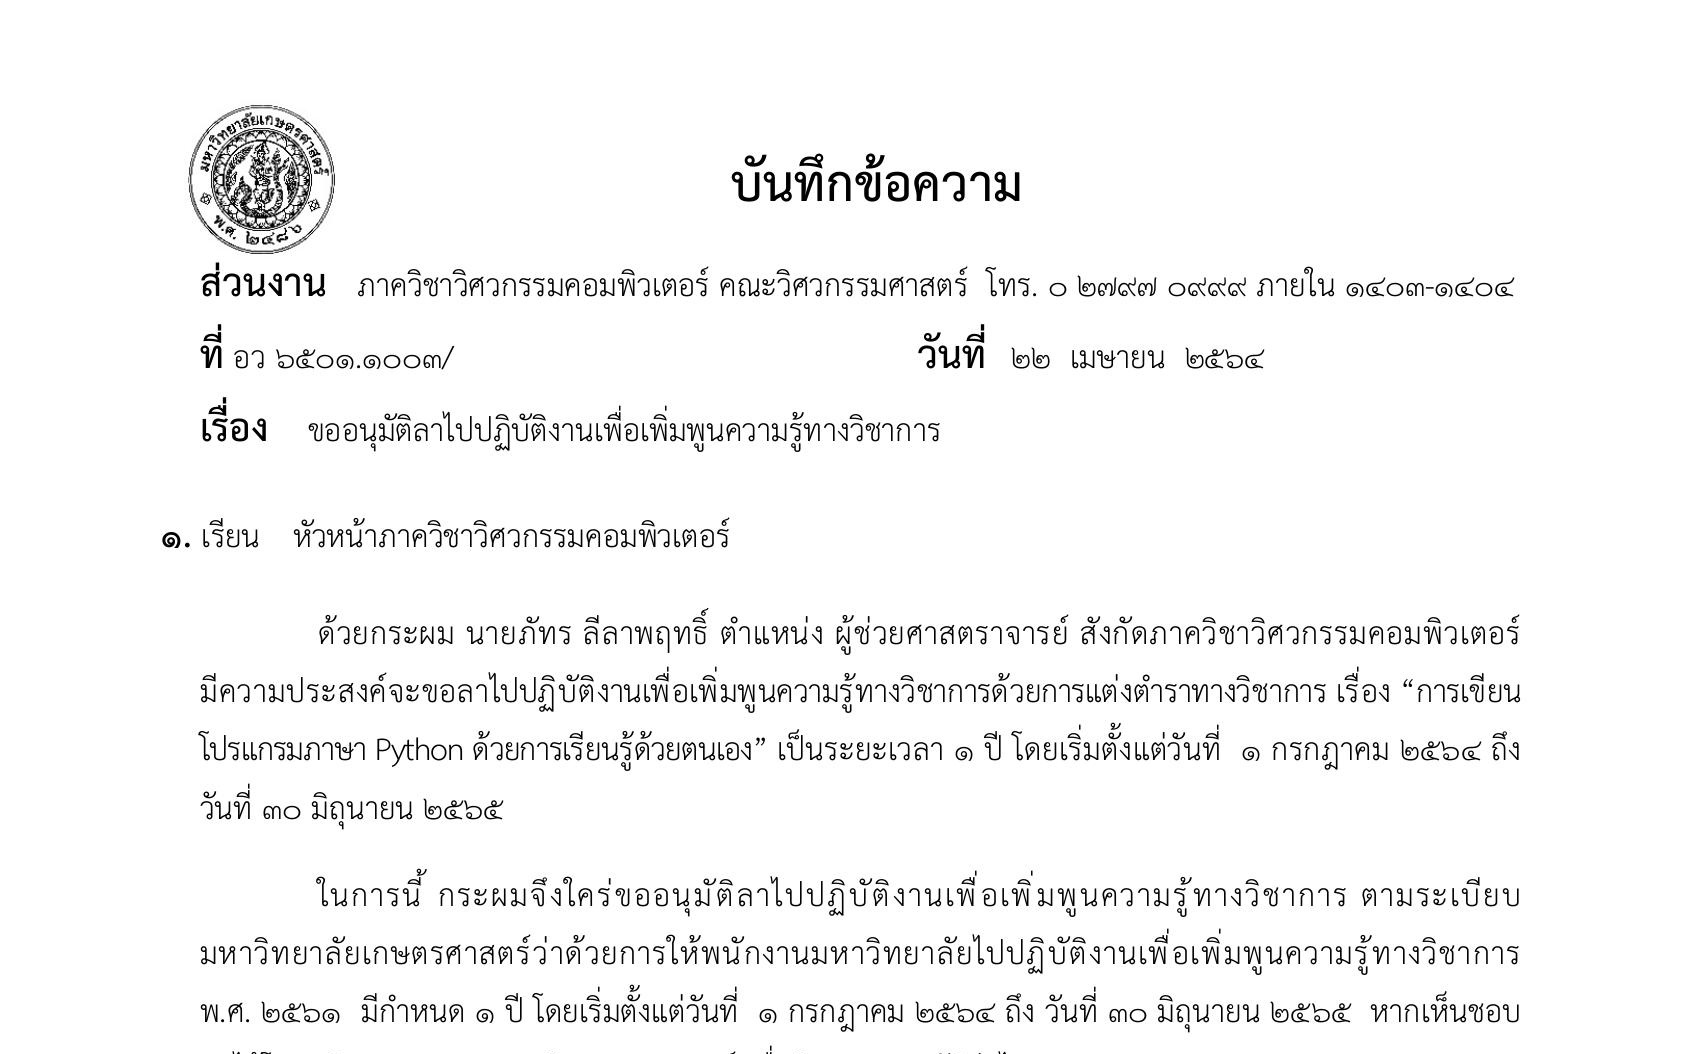 มหาวิทยาลัยเกษตรศาสตร์
พ.ศ. ๒๔๘๖
บันทึกข้อความ
ส่วนงาน ภาควิชาวิศวกรรมคอมพิวเตอร์ คณะวิศวกรรมศาสตร์ โทร. ๐ ๒๗๙๗ ๐๙๙๙ ภายใน ๑๔๐๓-๑๔๐๔
ที่ อว ๖๕๐๑.๑๐๐๓/ วันที่ ๒๒ เมษายน ๒๕๖๔
เรื่อง ขออนุมัติลาไปปฏิบัติงานเพื่อเพิ่มพูนความรู้ทางวิชาการ
๑. เรียน หัวหน้าภาควิชาวิศวกรรมคอมพิวเตอร์
ด้วยกระผม นายภัทร ลีลาพฤทธิ์ ตำแหน่ง ผู้ช่วยศาสตราจารย์ สังกัดภาควิชาวิศวกรรมคอมพิวเตอร์
มีความประสงค์จะขอลาไปปฏิบัติงานเพื่อเพิ่มพูนความรู้ทางวิชาการด้วยการแต่งตำราทางวิชาการ เรื่อง “การเขียน
โปรแกรมภาษา Python ด้วยการเรียนรู้ด้วยตนเอง” เป็นระยะเวลา ๑ ปี โดยเริ่มตั้งแต่วันที่ ๑ กรกฎาคม ๒๕๖๔ ถึง
วันที่ ๓๐ มิถุนายน ๒๕๖๕
ในการนี้ กระผมจึงใคร่ขออนุมัติลาไปปฏิบัติงานเพื่อเพิ่มพูนความรู้ทางวิชาการ ตามระเบียบ
มหาวิทยาลัยเกษตรศาสตร์ว่าด้วยการให้พนักงานมหาวิทยาลัยไปปฏิบัติงานเพื่อเพิ่มพูนความรู้ทางวิชาการ
พ.ศ. ๒๕๖๑ มีกำหนด ๑ ปี โดยเริ่มตั้งแต่วันที่ ๑ กรกฎาคม ๒๕๖๔ ถึง วันที่ ๓๐ มิถุนายน ๒๕๖๕ หากเห็นชอบ